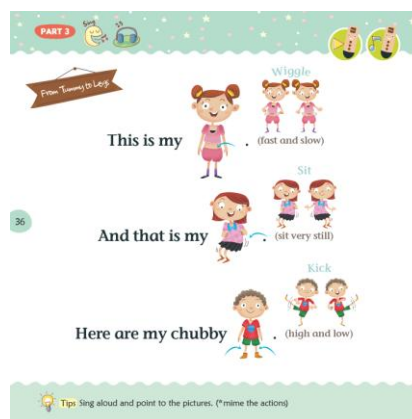 PART 3
Sing
From Tummy to Legs
Wiggle
This is my . (fast and slow)
Sit
And that is my . (sit very still)
36
Kick
Here are my chubby . (high and low)
Tips Sing aloud and point to the pictures. (*mime the actions)